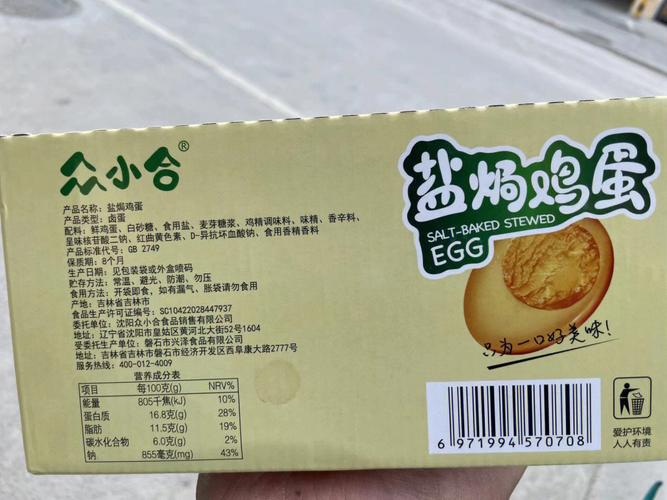 众小合®
产品名称：盐焗鸡蛋
产品类型：卤蛋
配料：鲜鸡蛋、白砂糖、食用盐、麦芽糖浆、鸡精调味料、味精、香辛料、
呈味核苷酸二钠、红曲黄色素、D-异抗坏血酸钠、食用香精香料
产品标准代号：GB 2749
保质期：8个月
生产日期：见包装袋或外盒喷码
贮存方法：常温、避光、防潮、勿压
食用方法：开袋即食，如有漏气、胀袋请勿食用
产地：吉林省吉林市
食品生产许可证编号：SC10422028447937
委托单位：沈阳众小合食品销售有限公司
地址：辽宁省沈阳市皇姑区黄河北大街52号1604
受委托生产单位：磐石市兴泽食品有限公司
地址：吉林省吉林市磐石市经济开发区西阜康大路2777号
服务热线：400-012-4009
营养成分表
项目 每100克(g) NRV%
能量 805千焦(kJ) 10%
蛋白质 16.8克(g) 28%
脂肪 11.5克(g) 19%
碳水化合物 6.0克(g) 2%
钠 855毫克(mg) 43%
盐焗鸡蛋
SALT-BAKED STEWED
EGG
只为一口好美味!
6 971994 570708
爱护环境
人人有责